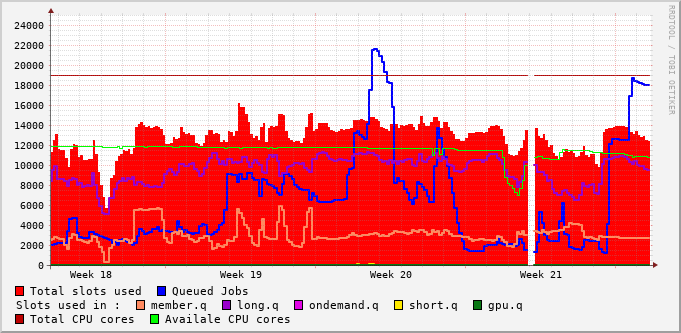 24000
22000
20000
18000
16000
14000
12000
10000
8000
6000
4000
2000
0
Week 18 Week 19 Week 20 Week 21
Total slots used Queued Jobs
Slots used in : member.q long.q ondemand.q short.q gpu.q
Total CPU cores Availale CPU cores
RRDTOOL / TOBI OETIKER